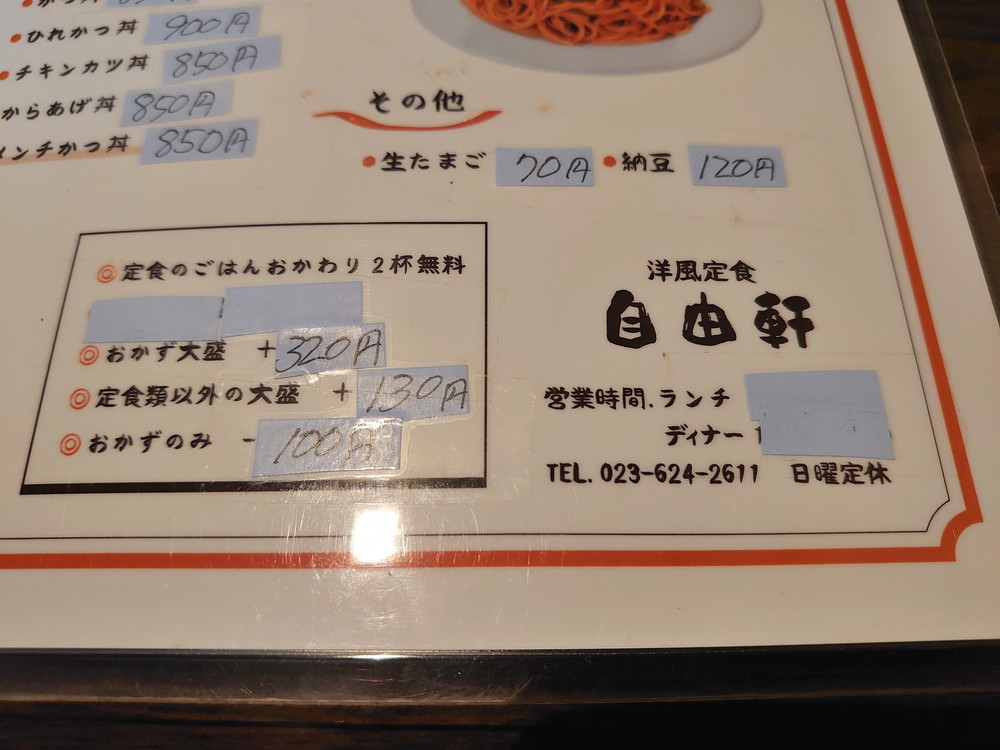 ひれかつ丼 900円
チキンカツ丼 850円
からあげ丼 850円
ンチかつ丼 850円
その他
生たまご 70円 納豆 120円
◎定食のごはんおかわり2杯無料
◎おかず大盛 +320円
◎定食類以外の大盛 +130円
◎おかずのみ -100円
洋風定食
自由軒
営業時間.ランチ
ディナー 1
TEL. 023-624-2611 日曜定休